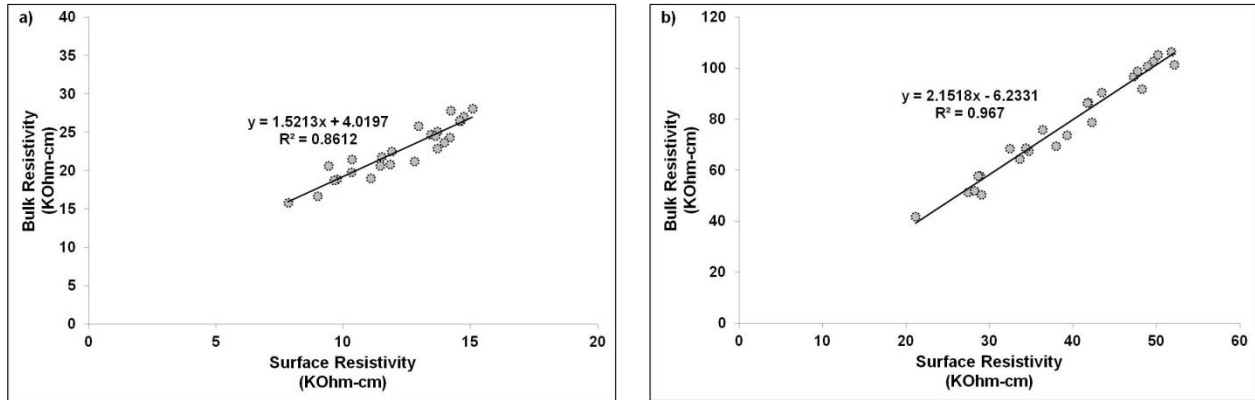 a)
40
35
30
25
20
15
10
5
0
Bulk Resistivity
(KOhm-cm)
y = 1.5213x + 4.0197
R² = 0.8612
0 5 10 15 20
Surface Resistivity
(KOhm-cm)
b)
120
100
80
60
40
20
0
Bulk Resistivity
(KOhm-cm)
y = 2.1518x - 6.2331
R² = 0.967
0 10 20 30 40 50 60
Surface Resistivity
(KOhm-cm)